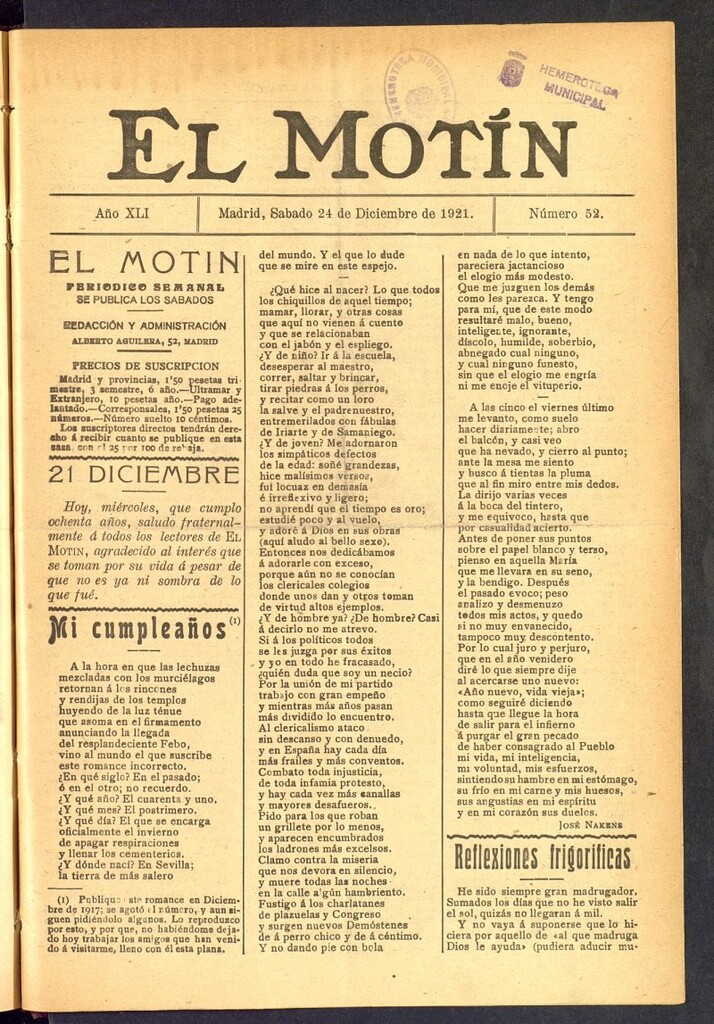 HEMEROTECA MUNICIPAL
HEMEROTECA
MUNICIPAL
EL MOTÍN
Año XLI
Madrid, Sabado 24 de Diciembre de 1921.
Número 52.
EL MOTIN
PERIODICO SEMANAL
SE PUBLICA LOS SABADOS
REDACCIÓN Y ADMINISTRACIÓN
ALBERTO AGUILERA, 52, MADRID
PRECIOS DE SUSCRIPCION
Madrid y provincias, 1'50 pesetas tri
mestre, 3 semestre, 6 año.—Ultramar y
Extranjero, 10 pesetas año.—Pago ade-
lantado.—Corresponsales, 1'50 pesetas 25
números.—Número suelto 10 céntimos.
Los suscriptores directos tendrán dere-
cho á recibir cuanto se publique en esta
casa, con el 25 por 100 de rebaja.
21 DICIEMBRE
Hoy, miércoles, que cumplo
ochenta años, saludo fraternal-
mente á todos los lectores de EL
MOTIN, agradecido al interés que
se toman por su vida á pesar de
que no es ya ni sombra de lo
que fué.
Mi cumpleaños (1)
A la hora en que las lechuzas
mezcladas con los murciélagos
retornan á los rincones
y rendijas de los templos
huyendo de la luz ténue
que asoma en el firmamento
anunciando la llegada
del resplandeciente Febo,
vino al mundo el que suscribe
este romance incorrecto.
¿En qué siglo? En el pasado;
ó en el otro; no recuerdo.
¿Y qué año? El cuarenta y uno.
¿Y qué mes? El postrimero.
¿Y qué día? El que se encarga
oficialmente el invierno
de apagar respiraciones
y llenar los cementerios.
¿Y dónde nací? En Sevilla;
la tierra de más salero
(1) Publiqu ste romance en Diciem-
bre de 1917; se agotó el número, y aun si-
guen pidiéndolo algunos. Lo reproduzco
por esto, y por que, no habiéndome deja-
do hoy trabajar los amigos que han veni-
do á visitarme, lleno con él esta plana.
del mundo. Y el que lo dude
que se mire en este espejo.
¿Qué hice al nacer? Lo que todos
los chiquillos de aquel tiempo;
mamar, llorar, y otras cosas
que aquí no vienen á cuento
y que se relacionaban
con el jabón y el espliego.
¿Y de niño? Ir á la escuela,
desesperar al maestro,
correr, saltar y brincar,
tirar piedras á los perros,
y recitar como un loro
la salve y el padrenuestro,
entremerilados con fábulas
de Iriarte y de Samaniego.
¿Y de joven? Me adornaron
los simpáticos defectos
de la edad: soñé grandezas,
hice malísimos versos,
fuí locuaz en demasía
é irreflexivo y ligero;
no aprendí que el tiempo es oro;
estudié poco y al vuelo,
y adoré á Dios en sus obras
(aquí aludo al bello sexo).
Entonces nos dedicábamos
á adorarle con exceso,
porque aún no se conocían
los clericales colegios
donde unos dan y otros toman
de virtud altos ejemplos.
¿Y de hombre ya? ¿De hombre? Casi
á decirlo no me atrevo.
Si á los políticos todos
se les juzga por sus éxitos
y yo en todo he fracasado,
¿quién duda que soy un necio?
Por la unión de mi partido
trabajo con gran empeño
y mientras más años pasan
más dividido lo encuentro.
Al clericalismo ataco
sin descanso y con denuedo,
y en España hay cada día
más frailes y más conventos.
Combato toda injusticia,
de toda infamia protesto,
y hay cada vez más canallas
y mayores desafueros.
Pido para los que roban
un grillete por lo menos,
y aparecen encumbrados
los ladrones más excelsos.
Clamo contra la miseria
que nos devora en silencio,
y muere todas las noches
en la calle algún hambriento.
Fustigo á los charlatanes
de plazuelas y Congreso
y surgen nuevos Demóstenes
de á perro chico y de á céntimo.
Y no dando pie con bola
en nada de lo que intento,
pareciera jactancioso
el elogio más modesto.
Que me juzguen los demás
como les parezca. Y tengo
para mí, que de este modo
resultaré malo, bueno,
inteligente, ignorante,
díscolo, humilde, soberbio,
abnegado cual ninguno,
y cual ninguno funesto,
sin que el elogio me engría
ni me enoje el vituperio.
A las cinco el viernes último
me levanto, como suelo
hacer diariamente; abro
el balcón, y casi veo
que ha nevado, y cierro al punto;
ante la mesa me siento
y busco á tientas la pluma
que al fin miro entre mis dedos.
La dirijo varias veces
á la boca del tintero,
y me equivoco, hasta que
por casualidad acierto.
Antes de poner sus puntos
sobre el papel blanco y terso,
pienso en aquella María
que me llevara en su seno,
y la bendigo. Después
el pasado evoco; peso
analizo y desmenuzo
todos mis actos, y quedo
si no muy envanecido,
tampoco muy descontento.
Por lo cual juro y perjuro,
que en el año venidero
diré lo que siempre dije
al acercarse uno nuevo:
«Año nuevo, vida vieja»;
como seguiré diciendo
hasta que llegue la hora
de salir para el infierno
á purgar el gran pecado
de haber consagrado al Pueblo
mi vida, mi inteligencia,
mi voluntad, mis esfuerzos,
sintiendo su hambre en mi estómago,
su frío en mi carne y mis huesos,
sus angustias en mi espíritu
y en mi corazón sus duelos.
JOSÉ NAKENS
Reflexiones frigoríficas
He sido siempre gran madrugador.
Sumados los días que no he visto salir
el sol, quizás no llegaran á mil.
Y no vaya á suponerse que lo hi-
ciera por aquello de «al que madruga
Dios le ayuda» (pudiera aducir mu-